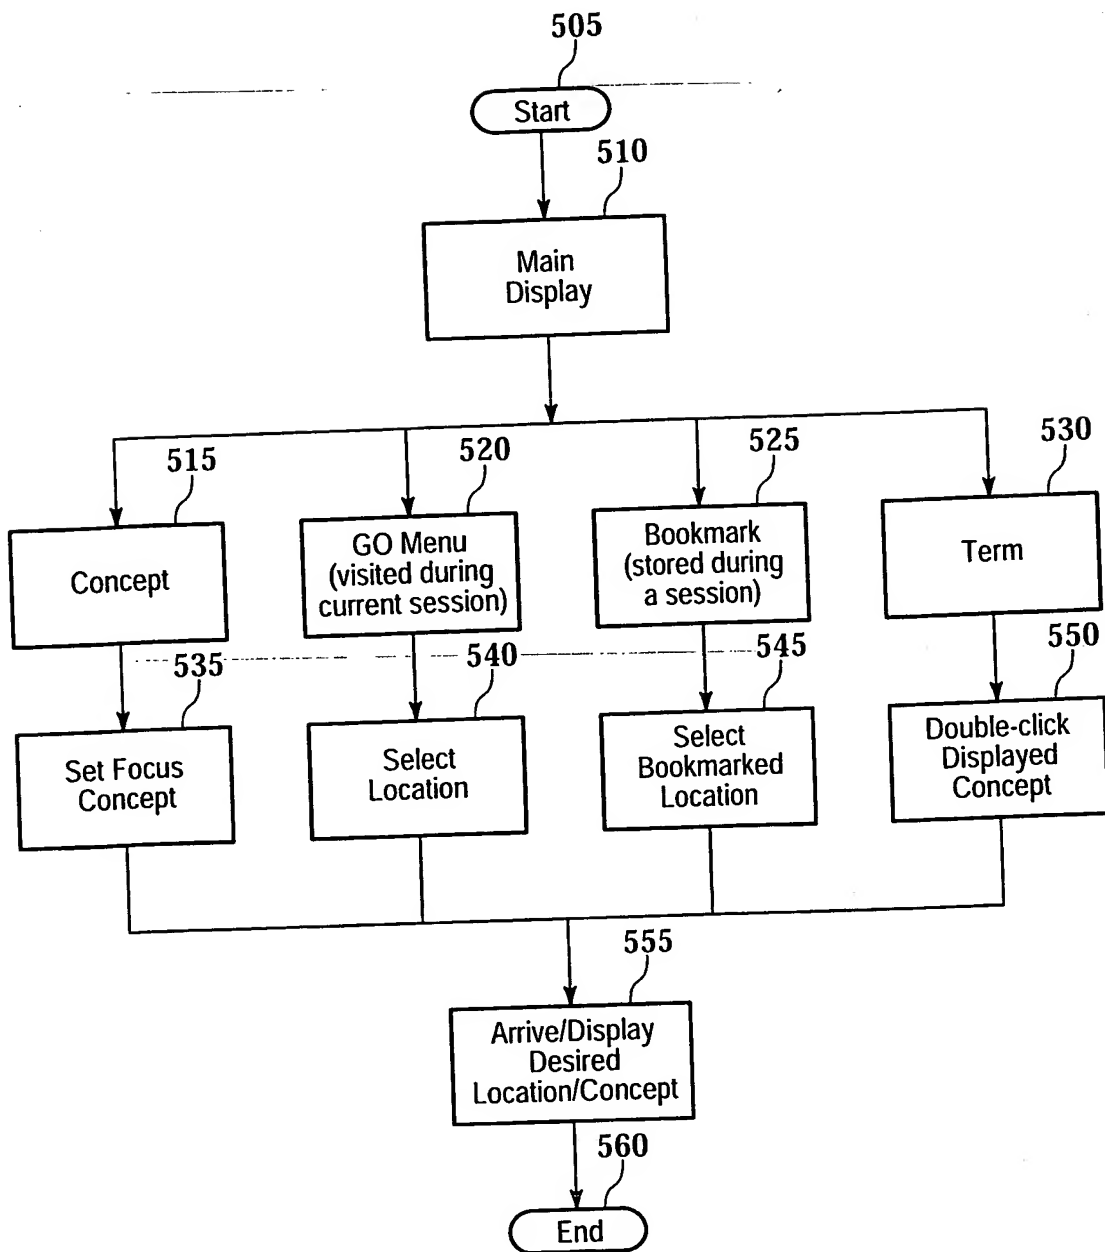 505
Start
510
Main
Display
515
520
525
530
Concept
GO Menu
(visited during
current session)
Bookmark
(stored during
a session)
Term
535
540
545
550
Set Focus
Concept
Select
Location
Select
Bookmarked
Location
Double-click
Displayed
Concept
555
Arrive/Display
Desired
Location/Concept
560
End